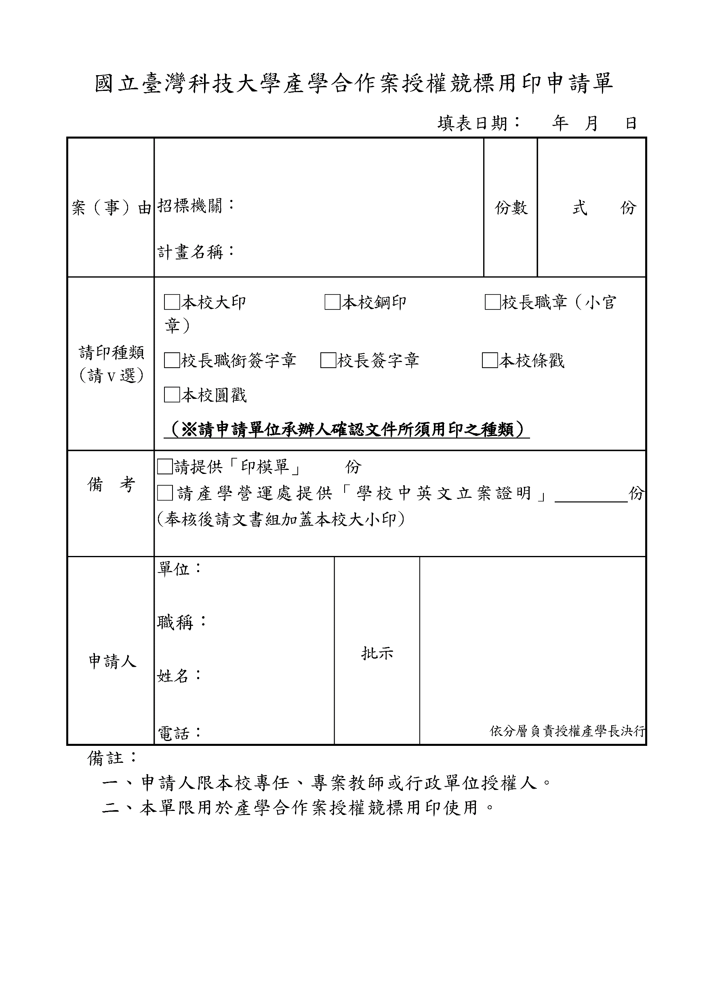 國立臺灣科技大學產學合作案授權競標用印申請單
填表日期： 年 月 日
案（事）由
招標機關：
計畫名稱：
份數
式 份
請印種類
（請 V 選）
□本校大印 □本校鋼印 □校長職章（小官
章）
□校長職銜簽字章 □校長簽字章 □本校條戳
□本校圓戳
（※請申請單位承辦人確認文件所須用印之種類）
備 考
□請提供「印模單」 份
□請產學營運處提供「學校中英文立案證明」________份
(奉核後請文書組加蓋本校大小印)
申請人
單位：
職稱：
姓名：
電話：
批示
依分層負責授權產學長決行
備註：
一、申請人限本校專任、專案教師或行政單位授權人。
二、本單限用於產學合作案授權競標用印使用。